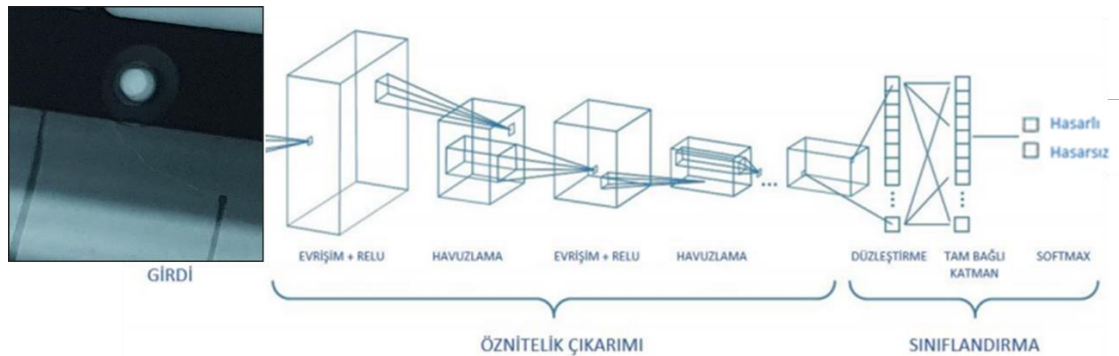 Hasarlı
Hasarsız
EVRİŞİM + RELU
HAVUZLAMA
EVRİŞİM + RELU
HAVUZLAMA
DÜZLEŞTİRME
TAM BAĞLI
KATMAN
SOFTMAX
GİRDİ
ÖZNİTELİK ÇIKARIMI
SINIFLANDIRMA